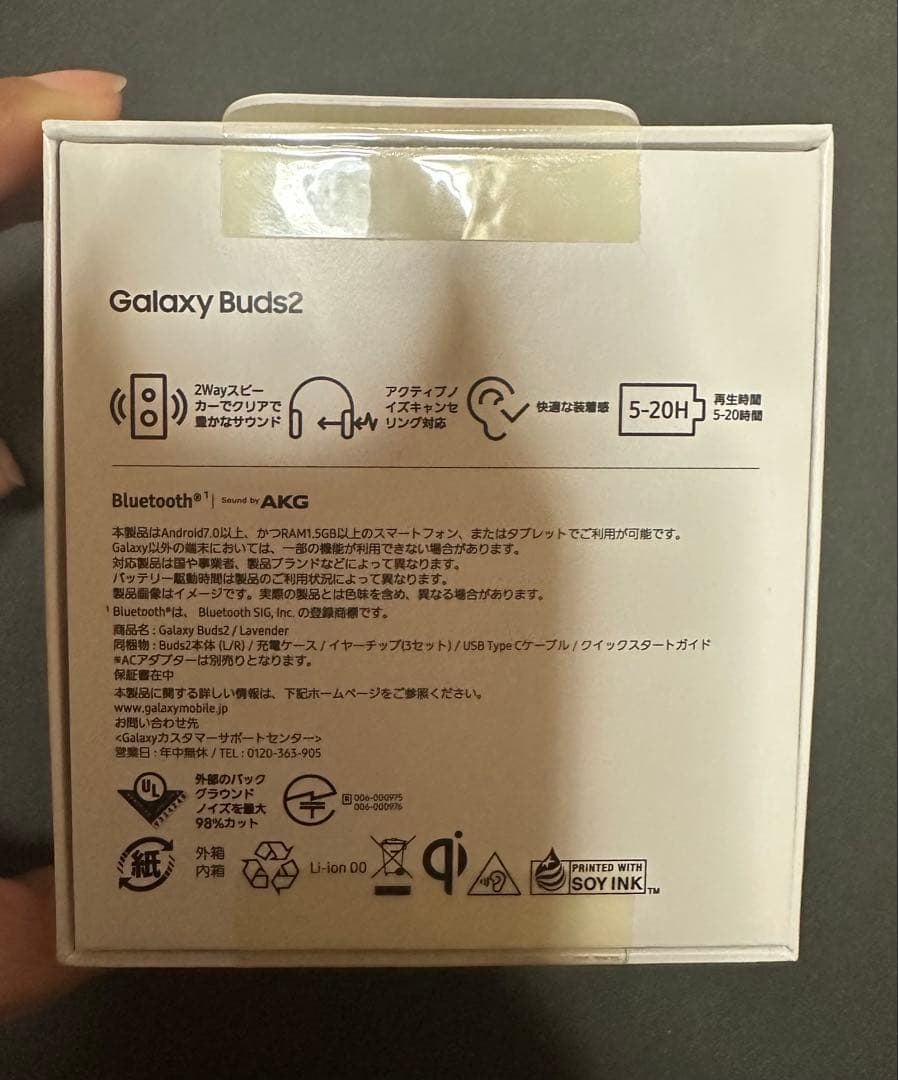 Galaxy Buds2
2Wayスピー
カーでクリアで
豊かなサウンド
アクティブノ
イズキャンセ
リング対応
快適な装着感
5-20H
再生時間
5-20時間
Bluetooth®¹ | Sound by AKG
本製品はAndroid7.0以上、かつRAM1.5GB以上のスマートフォン、またはタブレットでご利用が可能です。
Galaxy以外の端末においては、一部の機能が利用できない場合があります。
対応製品は国や事業者、製品ブランドなどによって異なります。
バッテリー駆動時間は製品のご利用状況によって異なります。
製品画像はイメージです。実際の製品とは色味を含め、異なる場合があります。
¹ Bluetooth®は、Bluetooth SIG, Inc. の登録商標です。
商品名 : Galaxy Buds2 / Lavender
同梱物 : Buds2本体 (L/R) / 充電ケース / イヤーチップ(3セット) / USB Type Cケーブル / クイックスタートガイド
※ACアダプターは別売りとなります。
保証書在中
本製品に関する詳しい情報は、下記ホームページをご参照ください。
www.galaxymobile.jp
お問い合わせ先
<Galaxyカスタマーサポートセンター>
営業日 : 年中無休 / TEL : 0120-363-905
UL
外部のバック
グラウンド
ノイズを最大
98%カット
R 006-000975
006-000976
紙
外箱
内箱
Li-ion 00
qi
PRINTED WITH
SOY INK TM